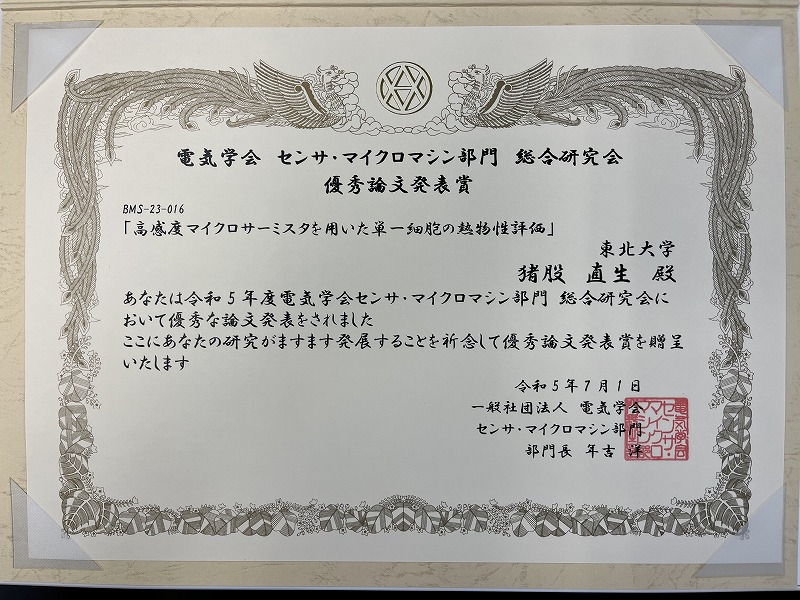 電気学会 センサ・マイクロマシン部門 総合研究会
優秀論文発表賞
BMS-23-016
「高感度マイクロサーミスタを用いた単一細胞の熱物性評価」
東北大学
猪股 直生 殿
あなたは令和5年度電気学会センサ・マイクロマシン部門 総合研究会に
おいて優秀な論文発表をされました
ここにあなたの研究がますます発展することを祈念して優秀論文発表賞を贈呈
いたします
令和5年7月1日
一般社団法人 電気学会
センサ・マイクロマシン部門
部門長 年吉 洋